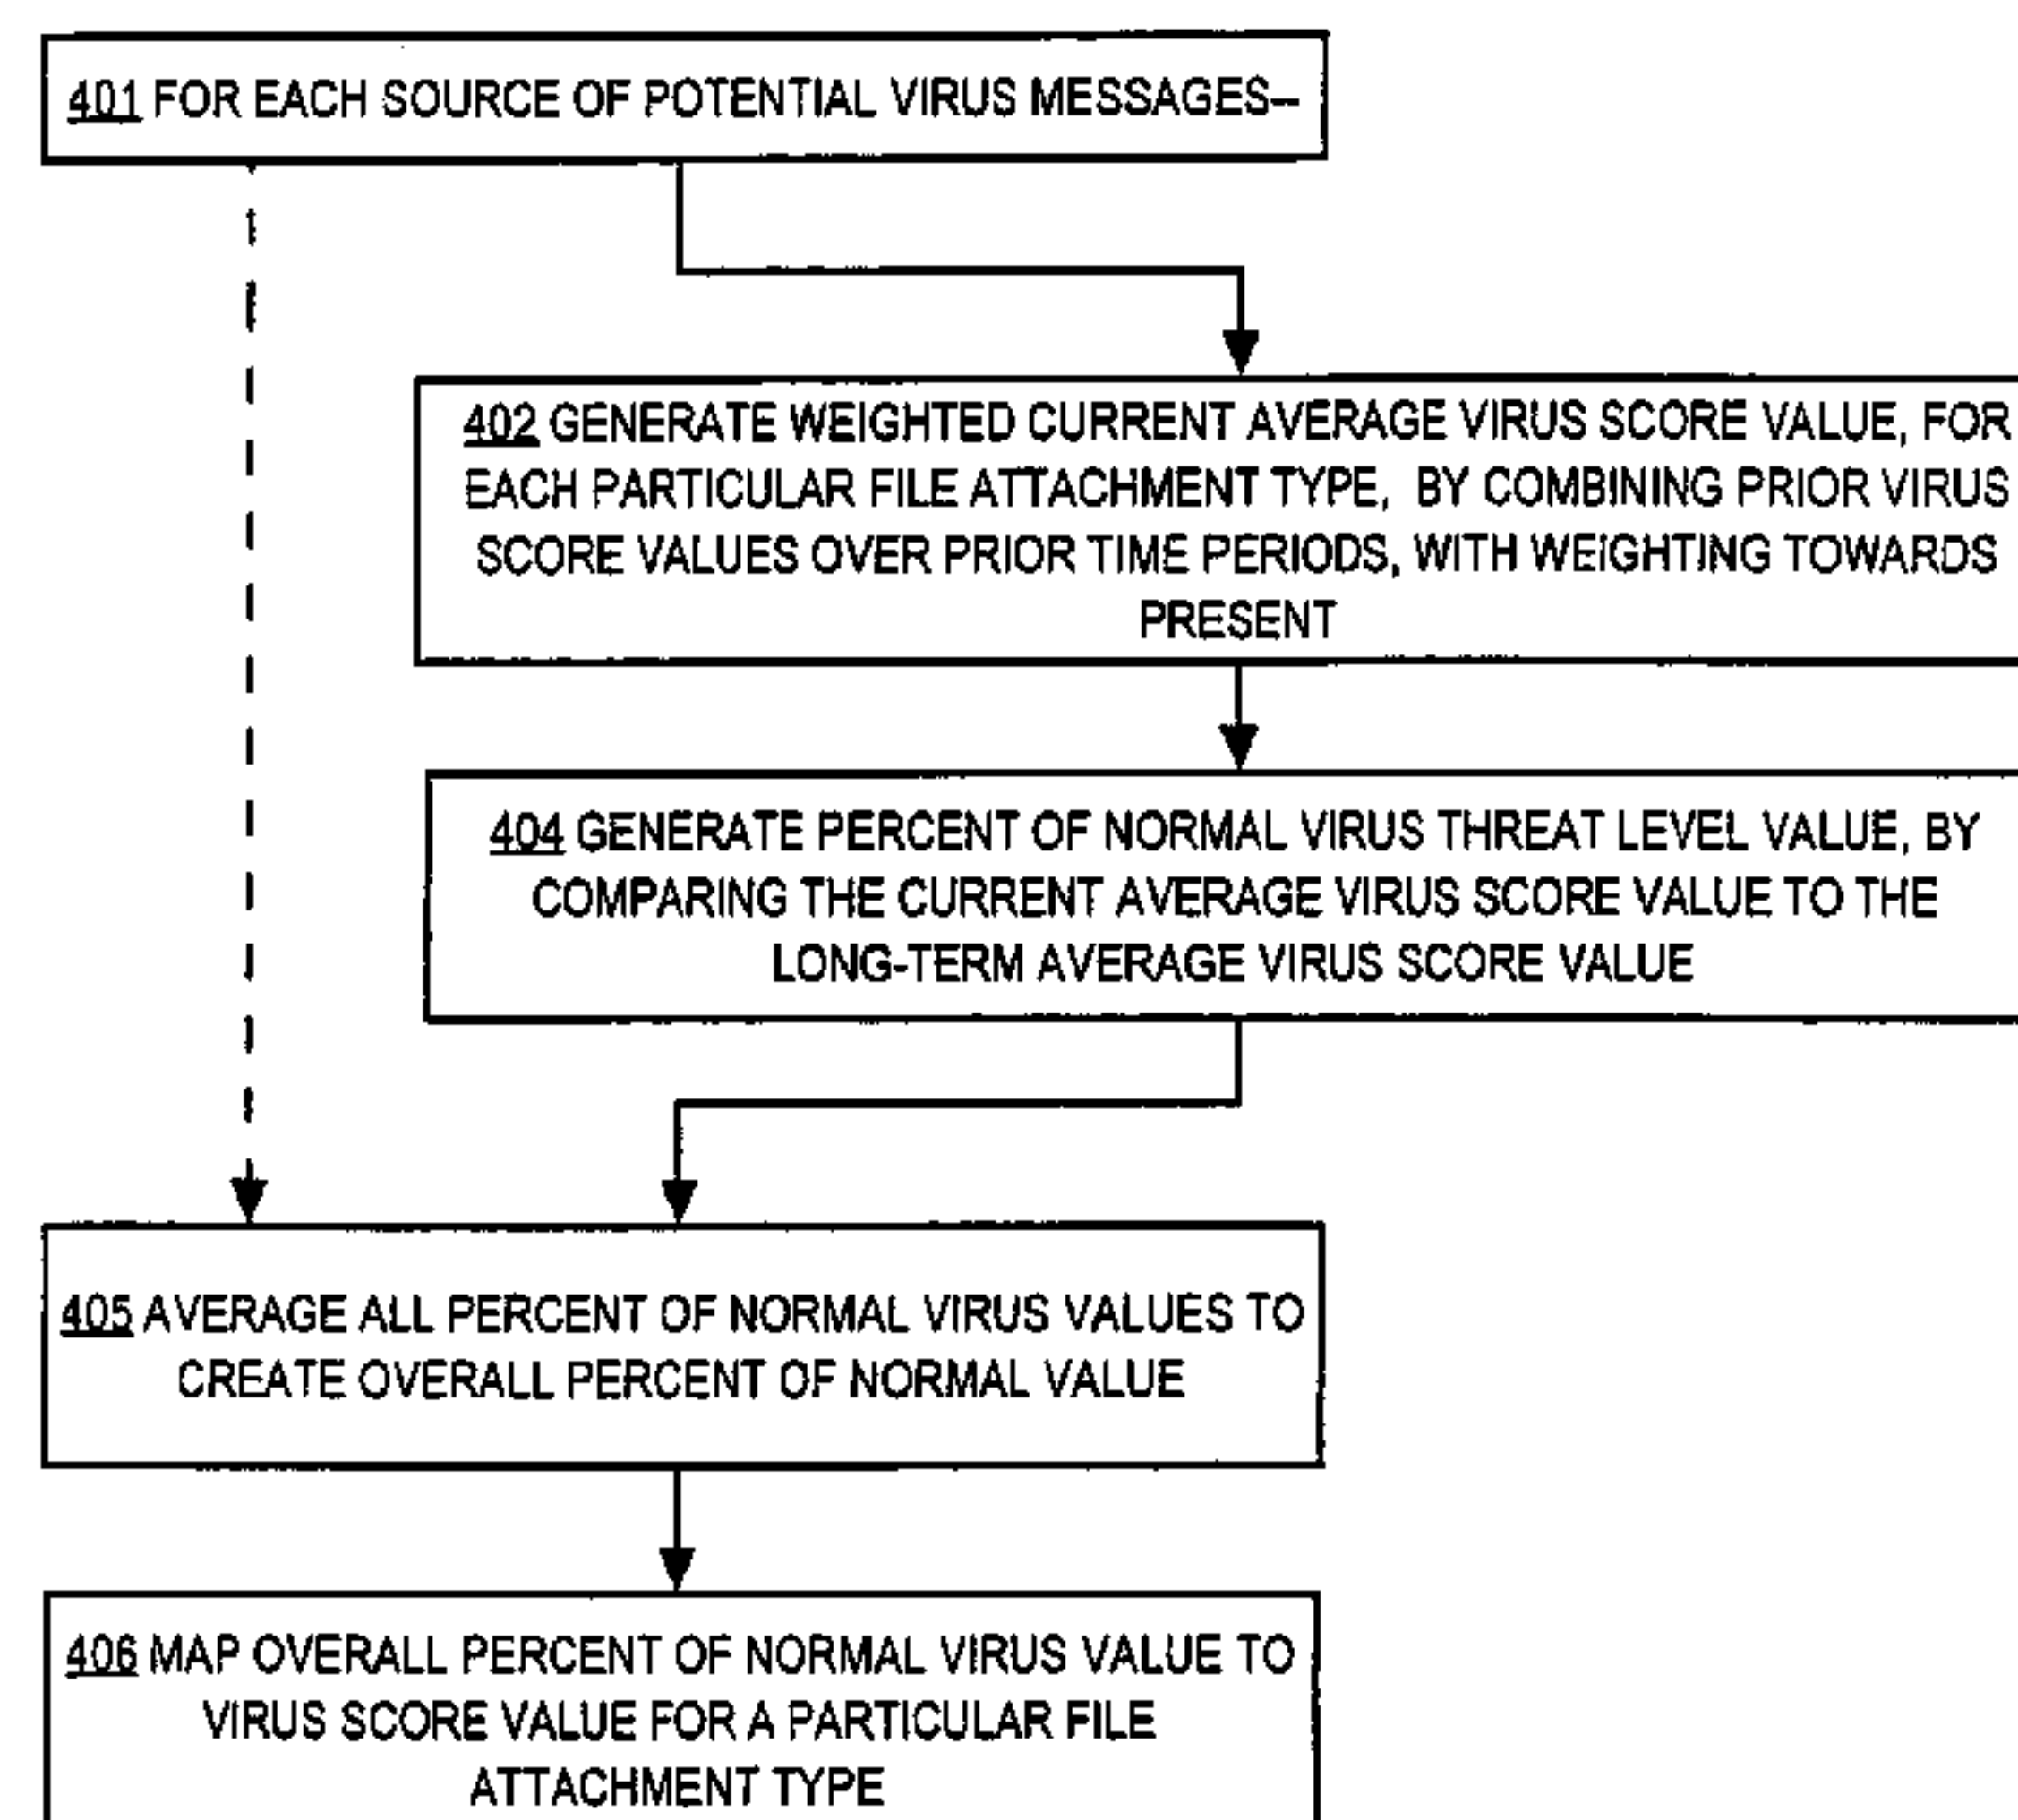 401 FOR EACH SOURCE OF POTENTIAL VIRUS MESSAGES--
402 GENERATE WEIGHTED CURRENT AVERAGE VIRUS SCORE VALUE, FOR
EACH PARTICULAR FILE ATTACHMENT TYPE, BY COMBINING PRIOR VIRUS
SCORE VALUES OVER PRIOR TIME PERIODS, WITH WEIGHTING TOWARDS
PRESENT
404 GENERATE PERCENT OF NORMAL VIRUS THREAT LEVEL VALUE, BY
COMPARING THE CURRENT AVERAGE VIRUS SCORE VALUE TO THE
LONG-TERM AVERAGE VIRUS SCORE VALUE
405 AVERAGE ALL PERCENT OF NORMAL VIRUS VALUES TO
CREATE OVERALL PERCENT OF NORMAL VALUE
406 MAP OVERALL PERCENT OF NORMAL VIRUS VALUE TO
VIRUS SCORE VALUE FOR A PARTICULAR FILE
ATTACHMENT TYPE